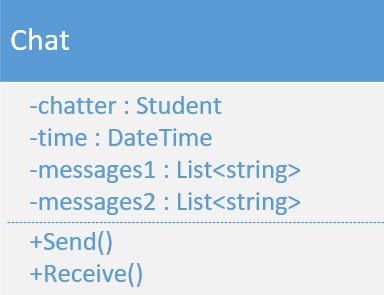 Chat
-chatter : Student
-time : DateTime
-messages1 : List<string>
-messages2 : List<string>
+Send()
+Receive()